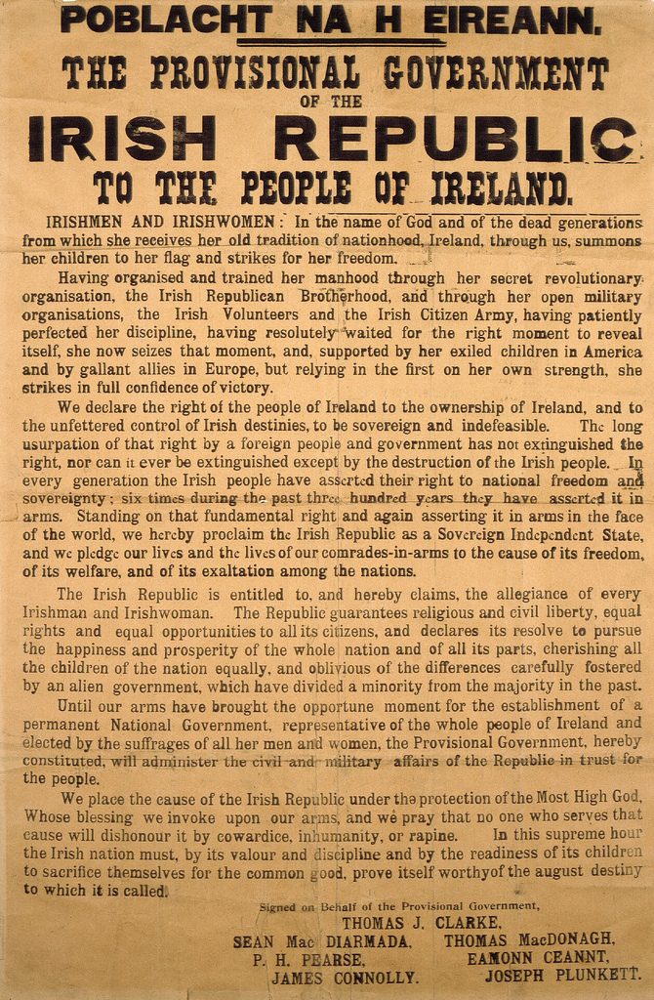 POBLACHT NA H EIREANN.
THE PROVISIONAL GOVERNMENT
OF THE
IRISH REPUBLIC
TO THE PEOPLE OF IRELAND.
IRISHMEN AND IRISHWOMEN : In the name of God and of the dead generations
from which she receives her old tradition of nationhood, Ireland, through us, summons
her children to her flag and strikes for her freedom.
Having organised and trained her manhood through her secret revolutionary
organisation, the Irish Republican Brotherhood, and through her open military
organisations, the Irish Volunteers and the Irish Citizen Army, having patiently
perfected her discipline, having resolutely waited for the right moment to reveal
itself, she now seizes that moment, and, supported by her exiled children in America
and by gallant allies in Europe, but relying in the first on her own strength, she
strikes in full confidence of victory.
We declare the right of the people of Ireland to the ownership of Ireland, and to
the unfettered control of Irish destinies, to be sovereign and indefeasible. The long
usurpation of that right by a foreign people and government has not extinguished the
right, nor can it ever be extinguished except by the destruction of the Irish people. In
every generation the Irish people have asserted their right to national freedom and
sovereignty ; six times during the past three hundred years they have asserted it in
arms. Standing on that fundamental right and again asserting it in arms in the face
of the world, we hereby proclaim the Irish Republic as a Sovereign Independent State,
and we pledge our lives and the lives of our comrades-in-arms to the cause of its freedom,
of its welfare, and of its exaltation among the nations.
The Irish Republic is entitled to, and hereby claims, the allegiance of every
Irishman and Irishwoman. The Republic guarantees religious and civil liberty, equal
rights and equal opportunities to all its citizens, and declares its resolve to pursue
the happiness and prosperity of the whole nation and of all its parts, cherishing all
the children of the nation equally, and oblivious of the differences carefully fostered
by an alien government, which have divided a minority from the majority in the past.
Until our arms have brought the opportune moment for the establishment of a
permanent National Government, representative of the whole people of Ireland and
elected by the suffrages of all her men and women, the Provisional Government, hereby
constituted, will administer the civil and military affairs of the Republic in trust for
the people.
We place the cause of the Irish Republic under the protection of the Most High God,
Whose blessing we invoke upon our arms, and we pray that no one who serves that
cause will dishonour it by cowardice, inhumanity, or rapine. In this supreme hour
the Irish nation must, by its valour and discipline and by the readiness of its children
to sacrifice themselves for the common good, prove itself worthy of the august destiny
to which it is called.
Signed on Behalf of the Provisional Government,
THOMAS J. CLARKE,
SEAN Mac DIARMADA, THOMAS MacDONAGH,
P. H. PEARSE, EAMONN CEANNT,
JAMES CONNOLLY. JOSEPH PLUNKETT.